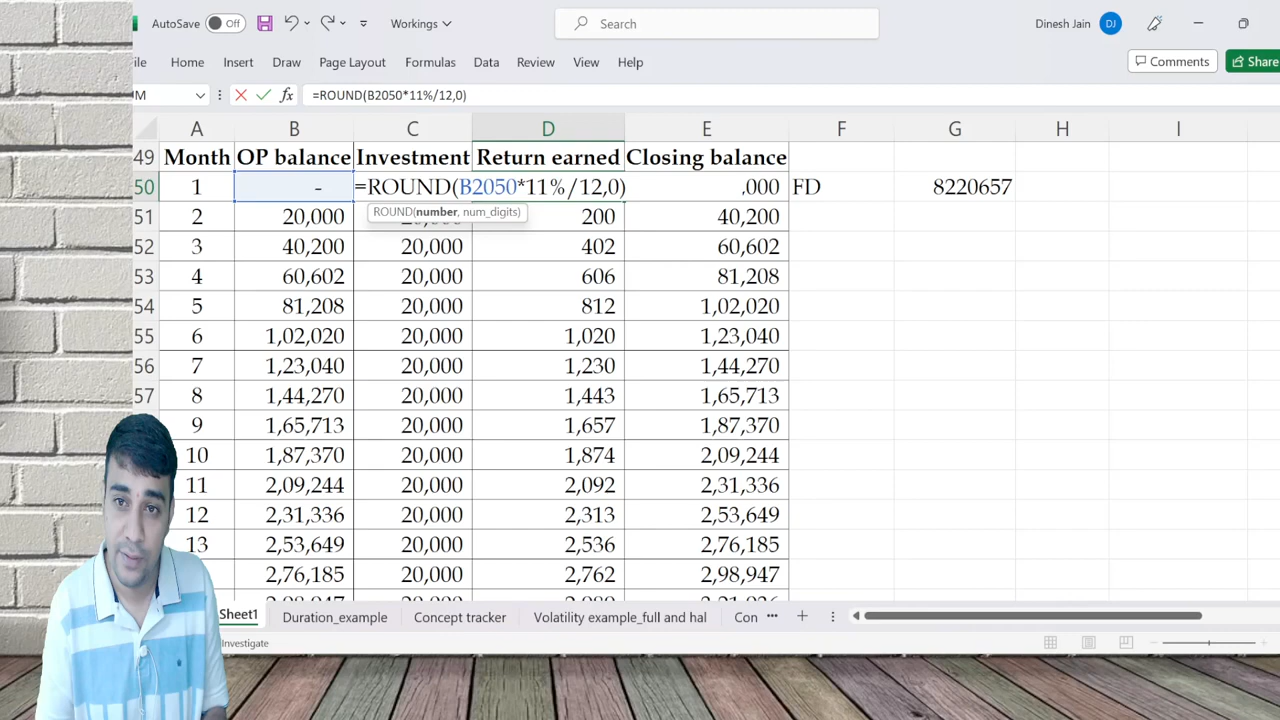 AutoSave Off Workings Search Dinesh Jain DJ
ile Home Insert Draw Page Layout Formulas Data Review View Help Comments Share
M fx =ROUND(B2050*11%/12,0)
A B C D E F G H I
49 Month OP balance Investment Return earned Closing balance
50 1 - =ROUND(B2050*11%/12,0) ,000 FD 8220657
ROUND(number, num_digits)
51 2 20,000 200 40,200
52 3 40,200 20,000 402 60,602
53 4 60,602 20,000 606 81,208
54 5 81,208 20,000 812 1,02,020
55 6 1,02,020 20,000 1,020 1,23,040
56 7 1,23,040 20,000 1,230 1,44,270
57 8 1,44,270 20,000 1,443 1,65,713
9 1,65,713 20,000 1,657 1,87,370
10 1,87,370 20,000 1,874 2,09,244
11 2,09,244 20,000 2,092 2,31,336
12 2,31,336 20,000 2,313 2,53,649
13 2,53,649 20,000 2,536 2,76,185
2,76,185 20,000 2,762 2,98,947
Sheet1 Duration_example Concept tracker Volatility example_full and hal Con
Investigate